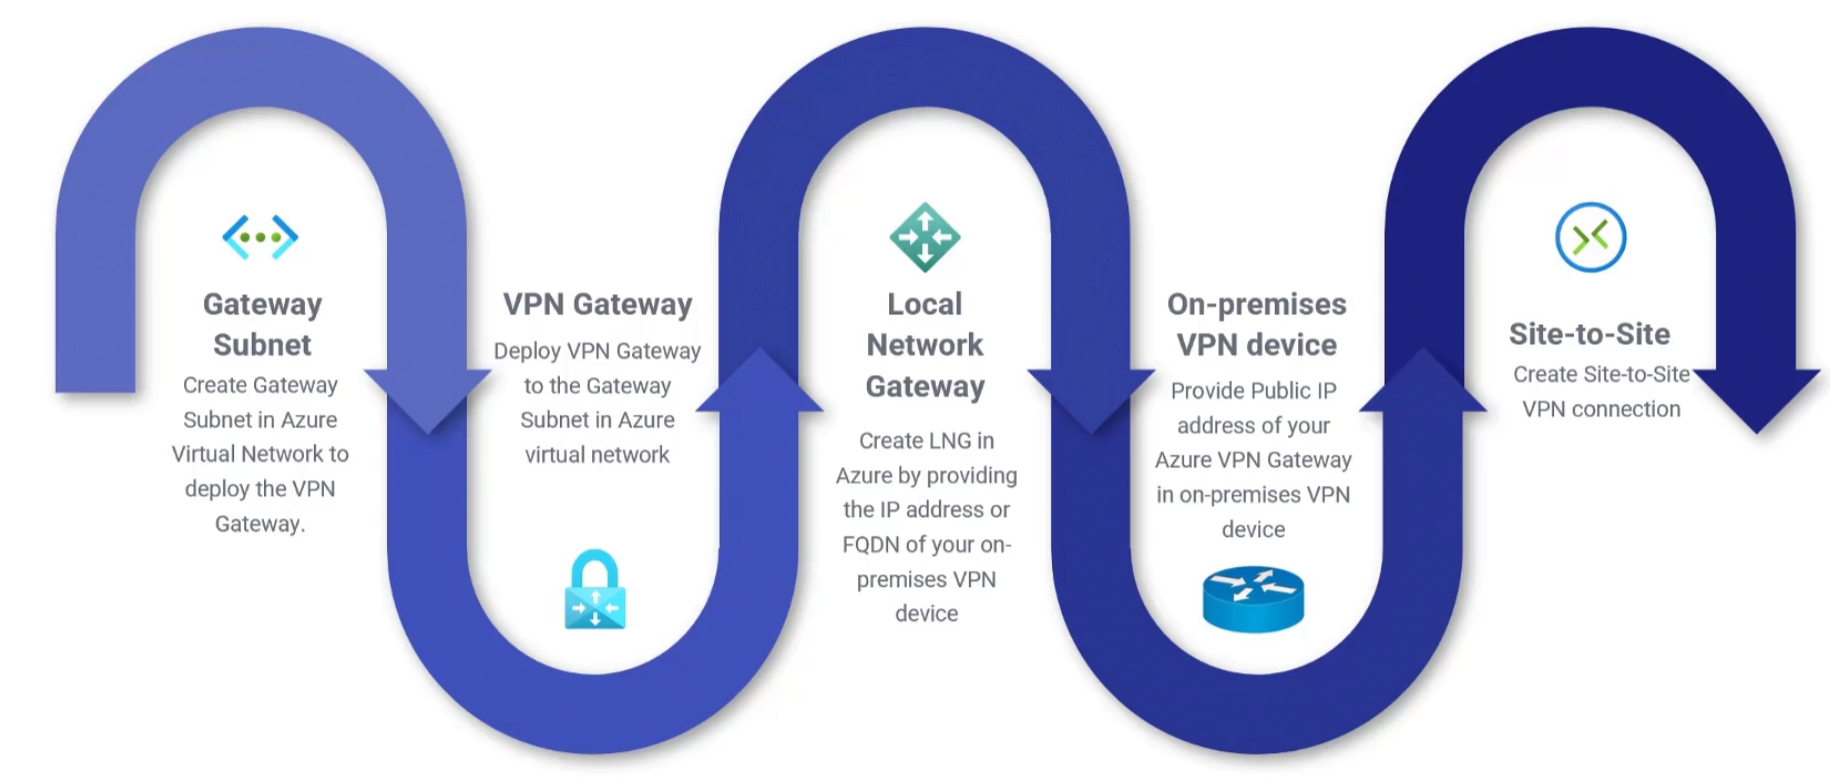 Gateway
Subnet
Create Gateway
Subnet in Azure
Virtual Network to
deploy the VPN
Gateway.
VPN Gateway
Deploy VPN Gateway
to the Gateway
Subnet in Azure
virtual network
Local
Network
Gateway
Create LNG in
Azure by providing
the IP address or
FQDN of your on-
premises VPN
device
On-premises
VPN device
Provide Public IP
address of your
Azure VPN Gateway
in on-premises VPN
device
Site-to-Site
Create Site-to-Site
VPN connection